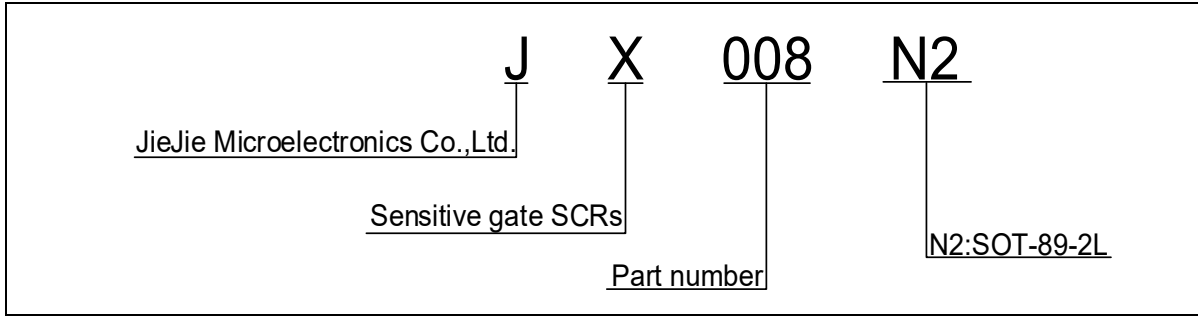 J X 008 N2
JieJie Microelectronics Co.,Ltd.
Sensitive gate SCRs
N2:SOT-89-2L
Part number